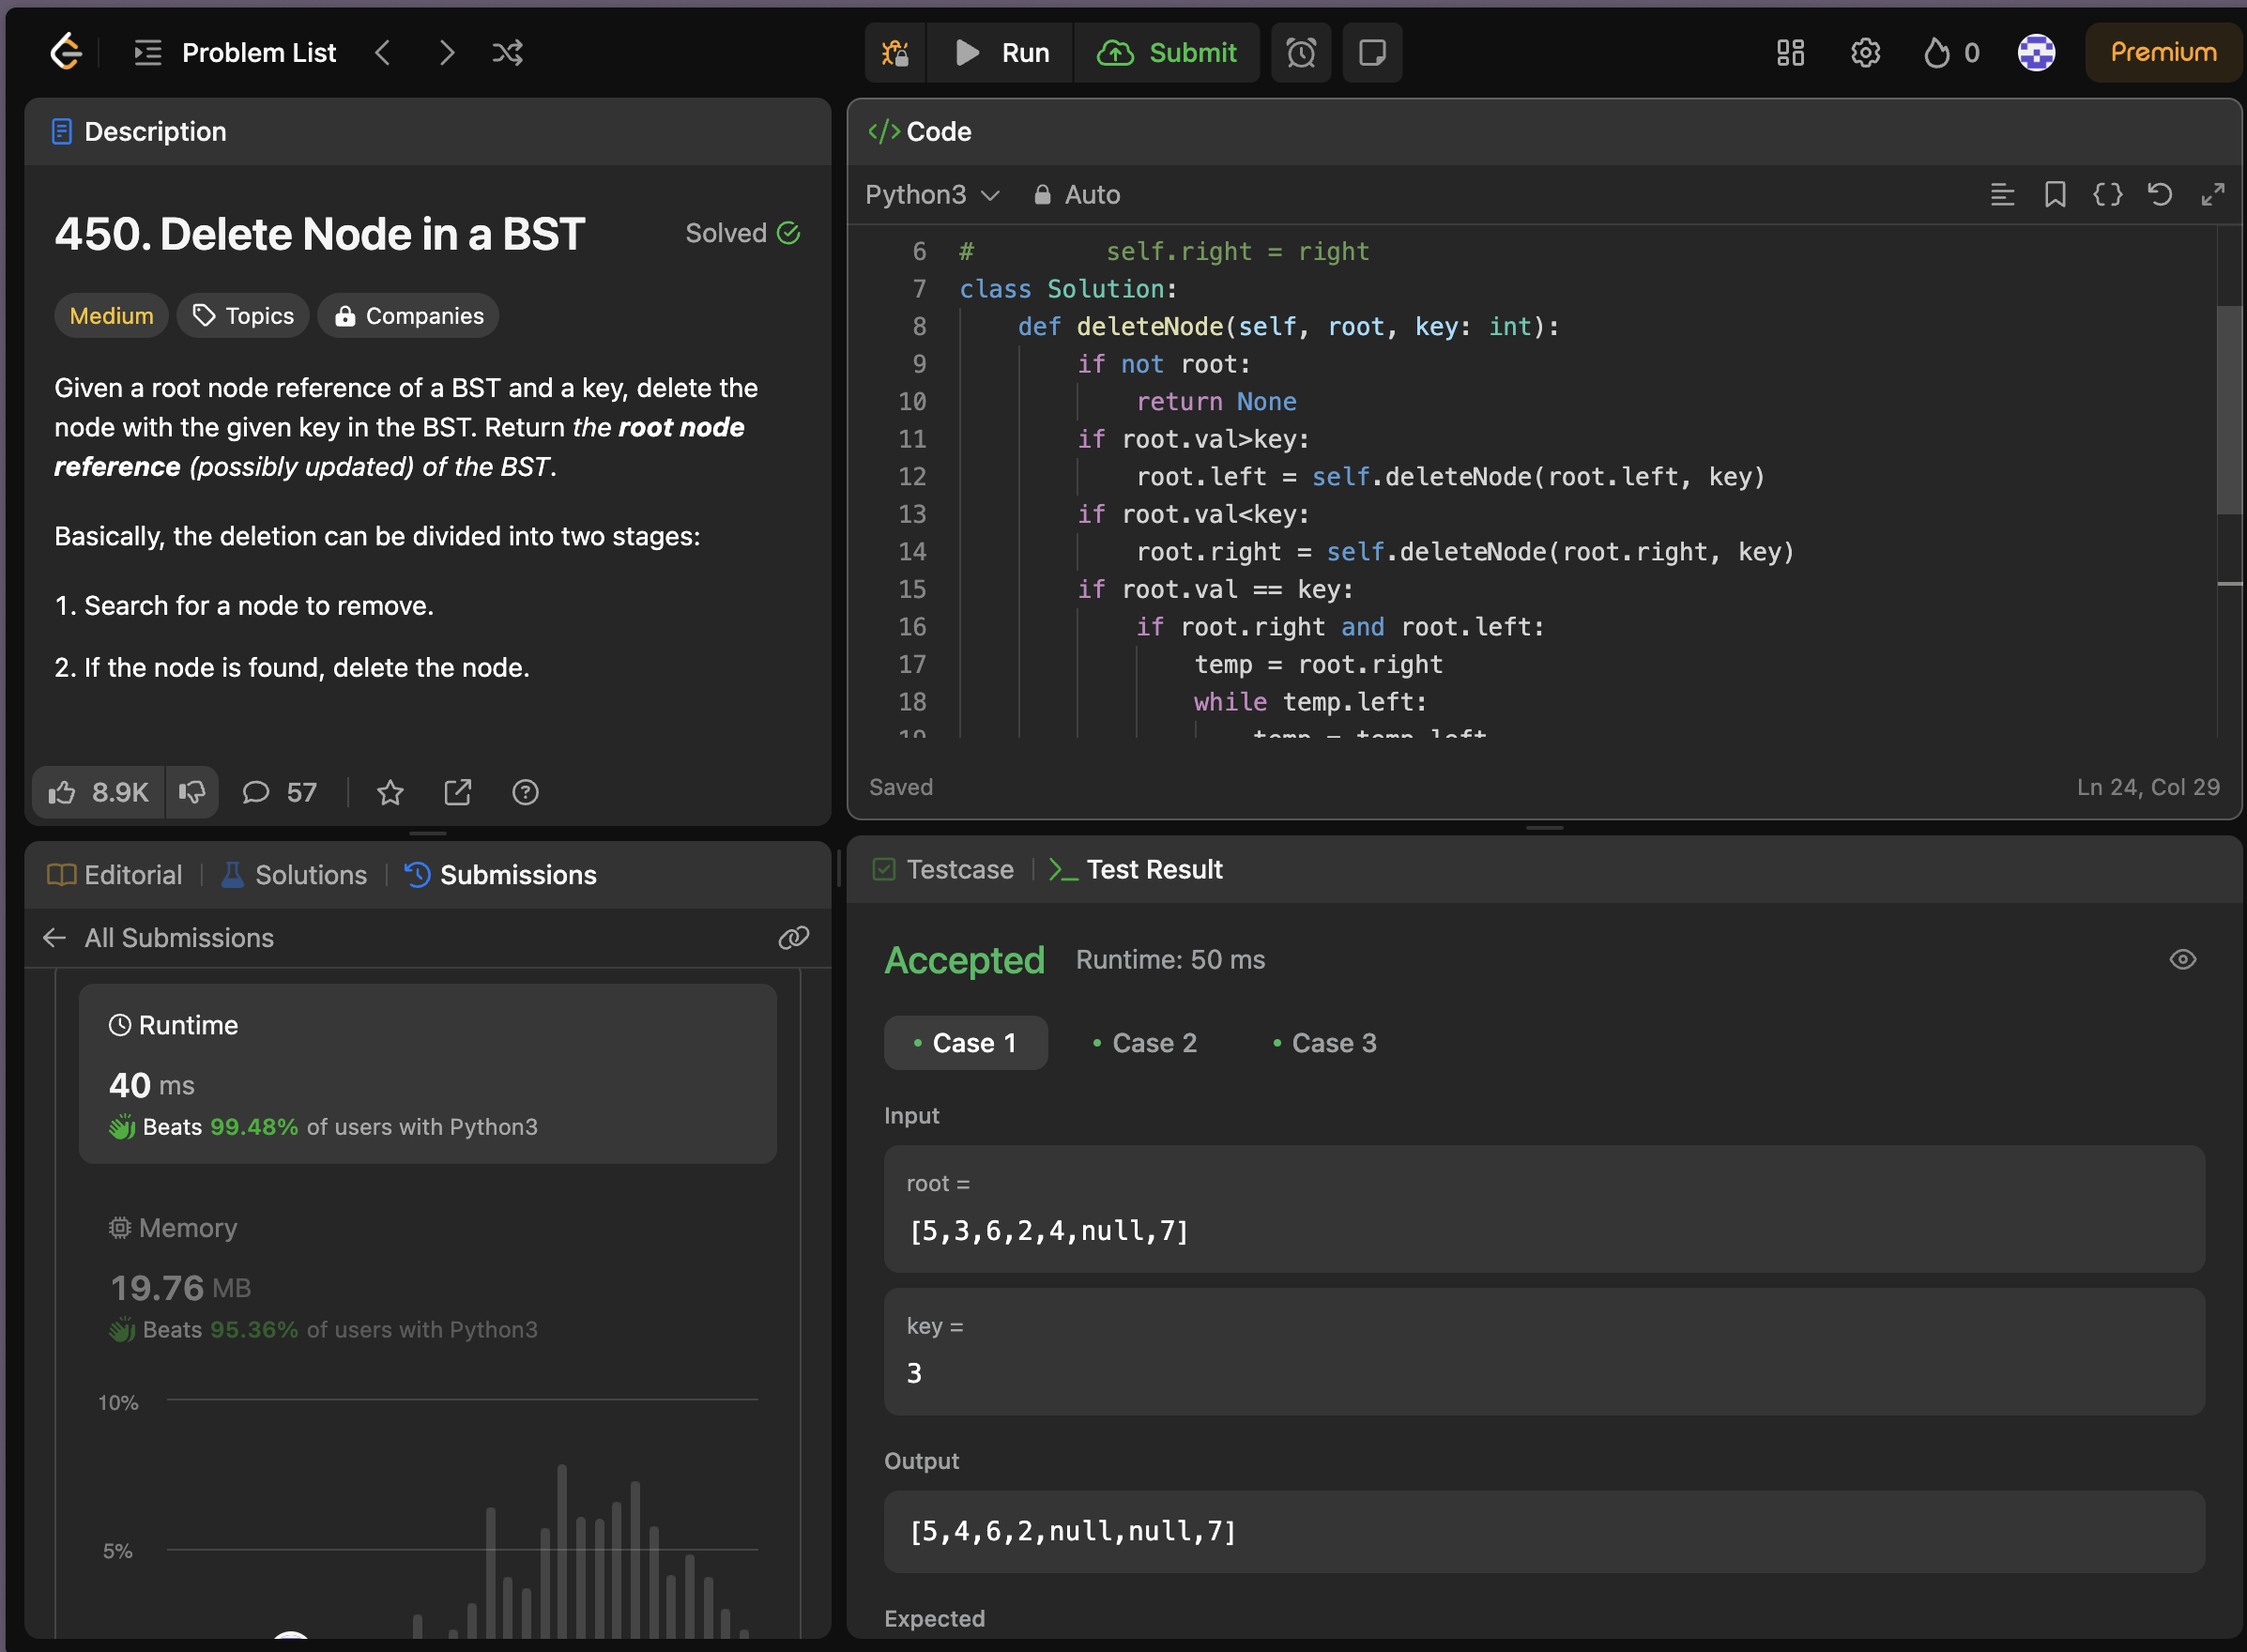 Problem List
Run
Submit
0
Premium
Description
450. Delete Node in a BST
Solved
Medium
Topics
Companies
Given a root node reference of a BST and a key, delete the
node with the given key in the BST. Return the root node
reference (possibly updated) of the BST.
Basically, the deletion can be divided into two stages:
1. Search for a node to remove.
2. If the node is found, delete the node.
8.9K
57
Code
Python3
Auto
6 #         self.right = right
7 class Solution:
8     def deleteNode(self, root, key: int):
9         if not root:
10             return None
11         if root.val>key:
12             root.left = self.deleteNode(root.left, key)
13         if root.val<key:
14             root.right = self.deleteNode(root.right, key)
15         if root.val == key:
16             if root.right and root.left:
17                 temp = root.right
18                 while temp.left:
19                     temp = temp.left
Saved
Ln 24, Col 29
Editorial
Solutions
Submissions
All Submissions
Runtime
40 ms
Beats 99.48% of users with Python3
Memory
19.76 MB
Beats 95.36% of users with Python3
10%
5%
Testcase
Test Result
Accepted
Runtime: 50 ms
Case 1
Case 2
Case 3
Input
root =
[5,3,6,2,4,null,7]
key =
3
Output
[5,4,6,2,null,null,7]
Expected